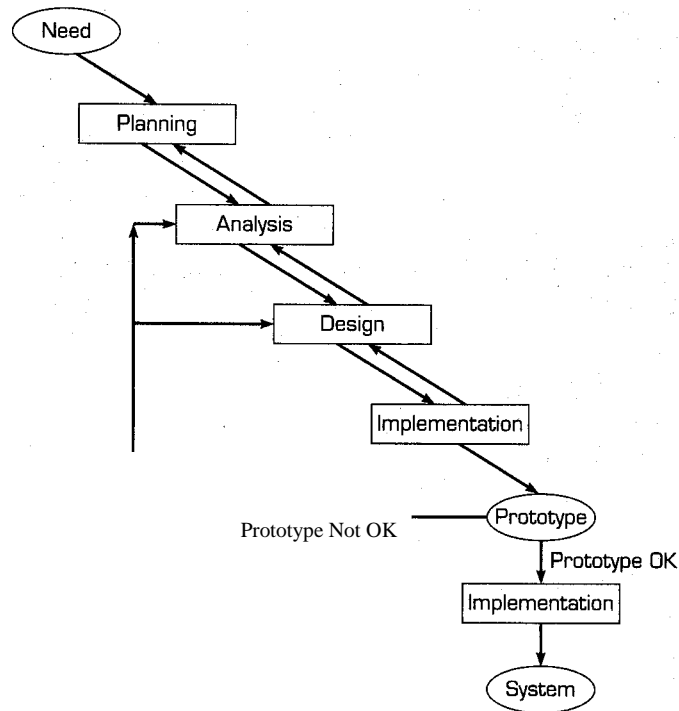 Need
Planning
Analysis
Design
Implementation
Prototype
Prototype Not OK
Prototype OK
Implementation
System